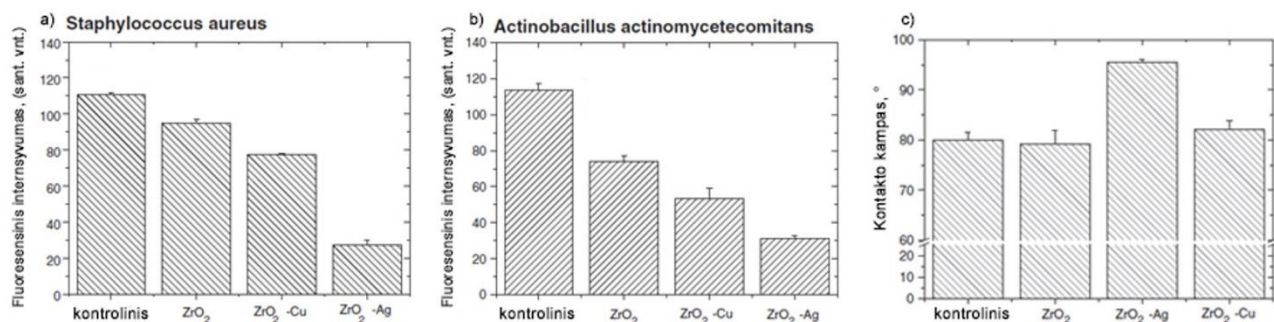 a) Staphylococcus aureus
Fluoresensinis internsyvumas, (sant. vnt.)
140
120
100
80
60
40
20
0
kontrolinis ZrO₂ ZrO₂-Cu ZrO₂-Ag
b) Actinobacillus actinomycetecomitans
Fluoresensinis internsyvumas, (sant. vnt.)
140
120
100
80
60
40
20
0
kontrolinis ZrO₂ ZrO₂-Cu ZrO₂-Ag
c)
Kontakto kampas, °
100
90
80
70
60
20
10
0
kontrolinis ZrO₂ ZrO₂-Ag ZrO₂-Cu